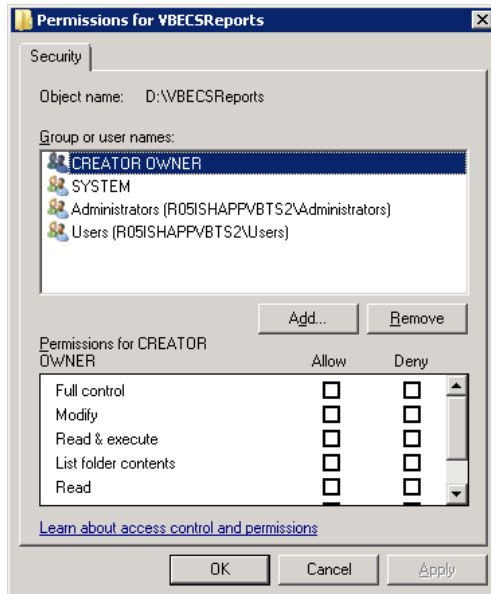 Permissions for VBECSReports
Security
Object name: D:\VBECSReports
Group or user names:
CREATOR OWNER
SYSTEM
Administrators (R05ISHAPPVBTS2\Administrators)
Users (R05ISHAPPVBTS2\Users)
Add...
Remove
Permissions for CREATOR
OWNER Allow Deny
Full control
Modify
Read & execute
List folder contents
Read
Learn about access control and permissions
OK Cancel Apply